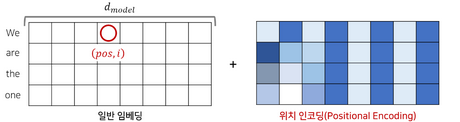 d_model
We
(pos, i)
are
the
+
one
일반 임베딩
위치 인코딩(Positional Encoding)